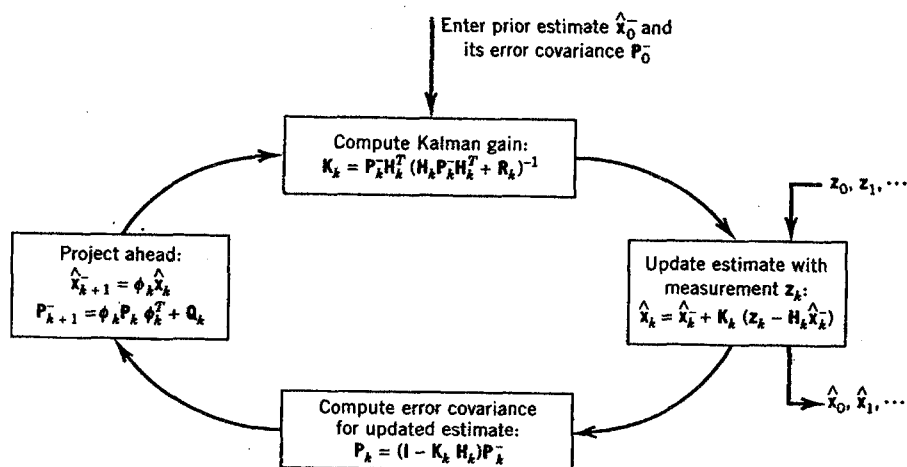 Enter prior estimate x̂₀⁻ and
its error covariance P₀⁻
Compute Kalman gain:
Kₖ = Pₖ⁻Hₖᵀ (HₖPₖ⁻Hₖᵀ + Rₖ)⁻¹
z₀, z₁, ⋯
Project ahead:
x̂ₖ₊₁⁻ = ϕₖx̂ₖ
Pₖ₊₁⁻ = ϕₖPₖ ϕₖᵀ + Qₖ
Update estimate with
measurement zₖ:
x̂ₖ = x̂ₖ⁻ + Kₖ (zₖ − Hₖx̂ₖ⁻)
x̂₀, x̂₁, ⋯
Compute error covariance
for updated estimate:
Pₖ = (I − Kₖ Hₖ)Pₖ⁻